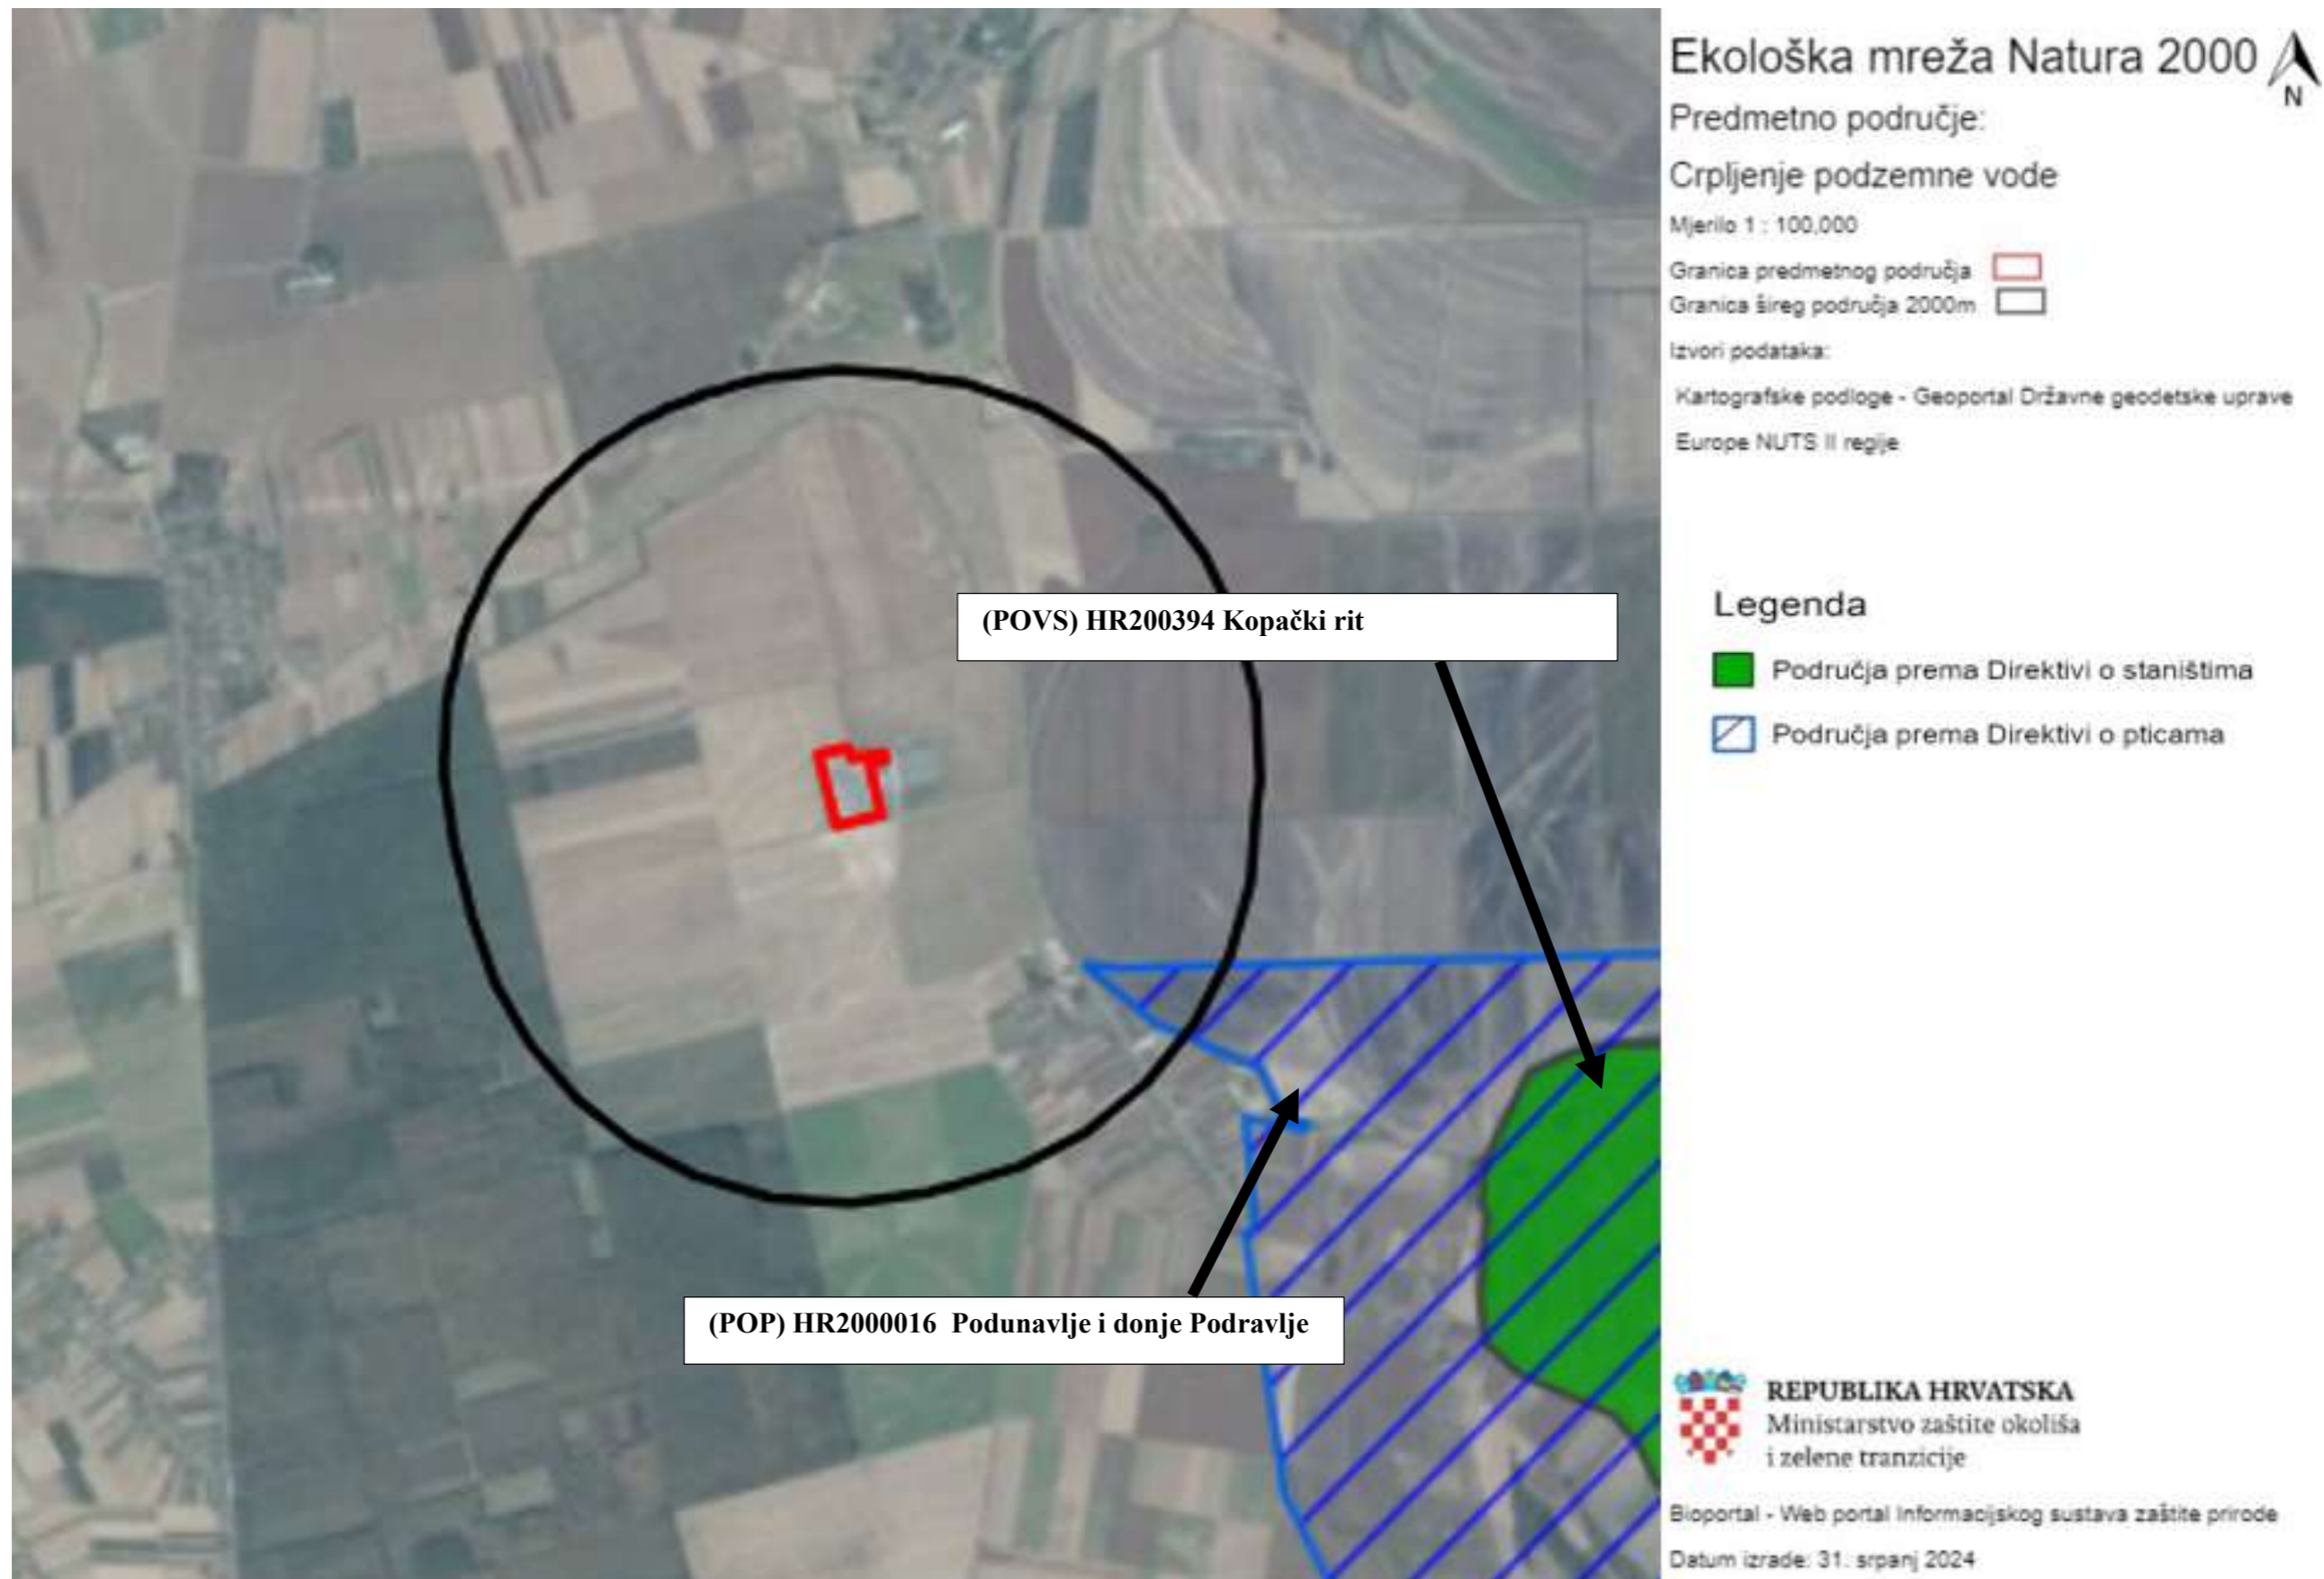 Ekološka mreža Natura 2000
N
Predmetno područje:
Crpljenje podzemne vode
Mjerilo 1 : 100,000
Granica predmetnog područja
Granica šireg područja 2000m
Izvori podataka:
Kartografske podloge - Geoportal Državne geodetske uprave
Europe NUTS II regije
(POVS) HR200394 Kopački rit
Legenda
Područja prema Direktivi o staništima
Područja prema Direktivi o pticama
(POP) HR2000016 Podunavlje i donje Podravlje
REPUBLIKA HRVATSKA
Ministarstvo zaštite okoliša
i zelene tranzicije
Bioportal - Web portal Informacijskog sustava zaštite prirode
Datum izrade: 31. srpanj 2024